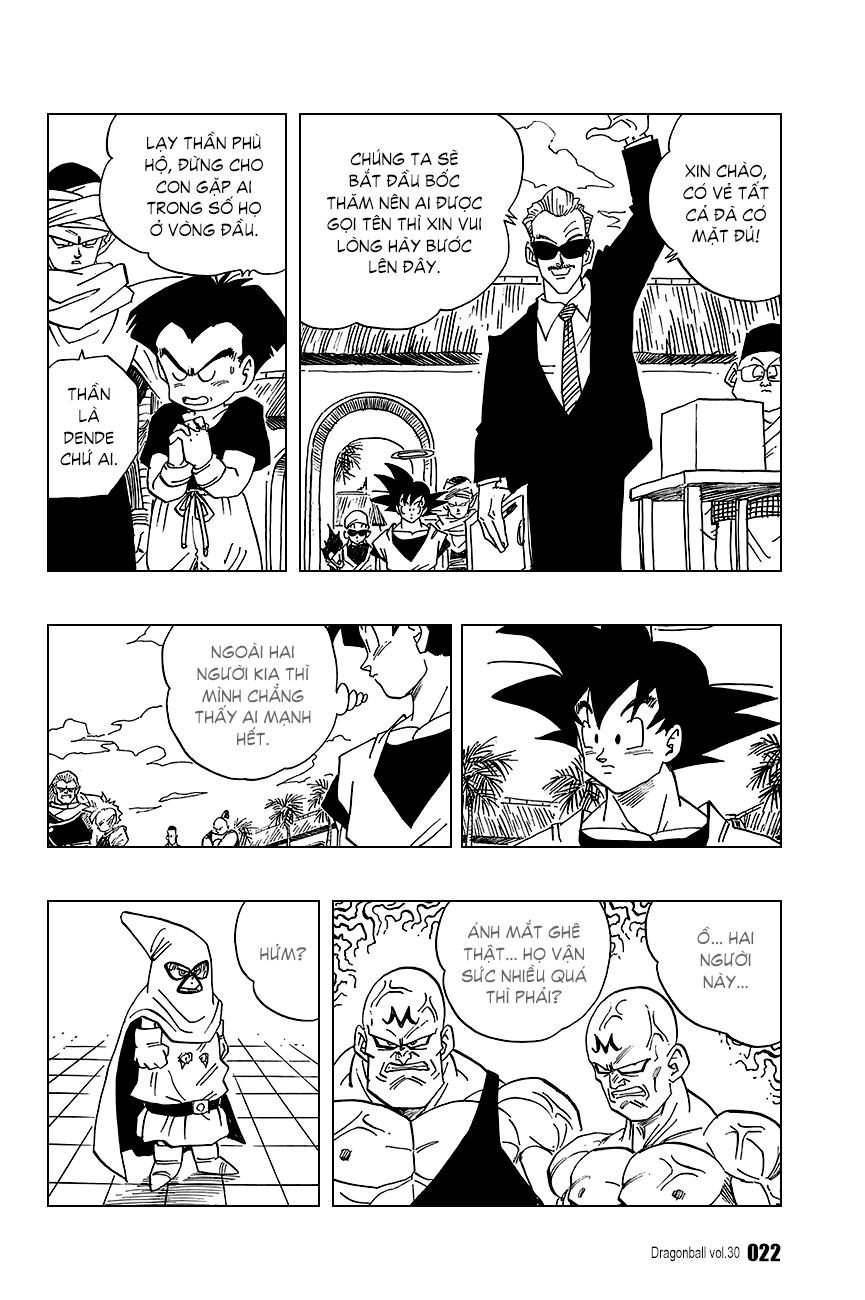 XIN CHÀO,
CÓ VẺ TẤT
CẢ ĐÃ CÓ
MẶT ĐỦ!
CHÚNG TA SẼ
BẮT ĐẦU BỐC
THĂM NÊN AI ĐƯỢC
GỌI TÊN THÌ XIN VUI
LÒNG HÃY BƯỚC
LÊN ĐÂY.
LẠY THẦN PHÙ
HỘ, ĐỪNG CHO
CON GẶP AI
TRONG SỐ HỌ
Ở VÒNG ĐẦU.
THẦN
LÀ
DENDE
CHỨ AI.
NGOÀI HAI
NGƯỜI KIA THÌ
MÌNH CHẲNG
THẤY AI MẠNH
HẾT.
Ồ... HAI
NGƯỜI
NÀY...
ÁNH MẮT GHÊ
THẬT... HỌ VẬN
SỨC NHIỀU QUÁ
THÌ PHẢI?
HỬM?
Dragonball vol.30 022